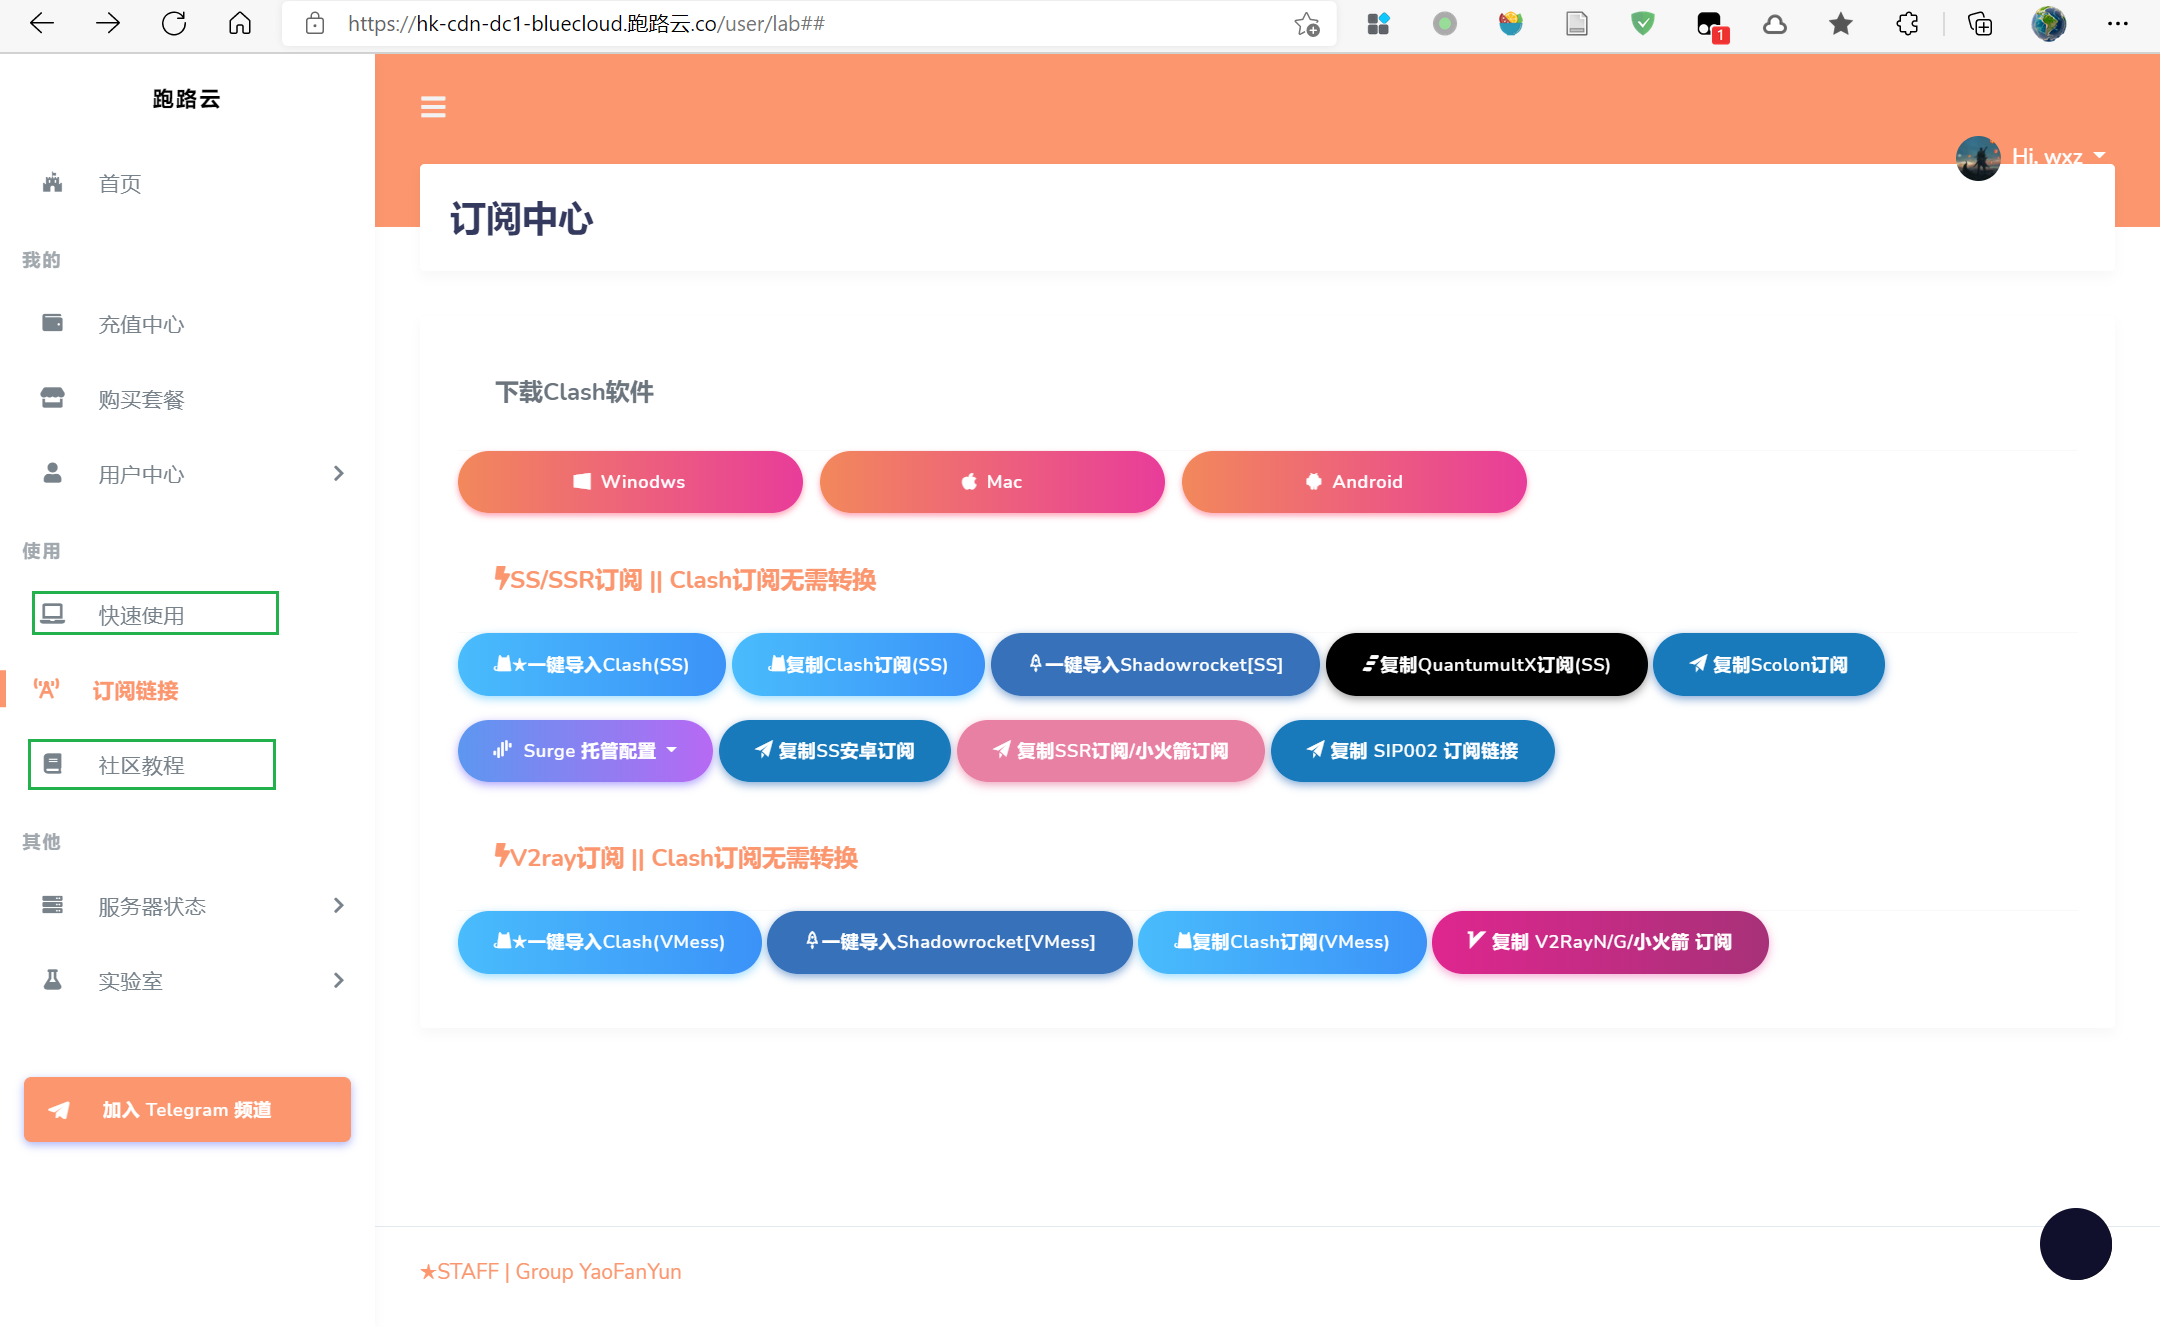 https://hk-cdn-dc1-bluecloud.跑路云.co/user/lab##
1
跑路云
首页
我的
充值中心
购买套餐
用户中心
使用
快速使用
订阅链接
社区教程
其他
服务器状态
实验室
加入 Telegram 频道
Hi, wxz
订阅中心
下载Clash软件
Winodws
Mac
Android
SS/SSR订阅 || Clash订阅无需转换
★一键导入Clash(SS)
复制Clash订阅(SS)
一键导入Shadowrocket[SS]
复制QuantumultX订阅(SS)
复制Scolon订阅
Surge 托管配置
复制SS安卓订阅
复制SSR订阅/小火箭订阅
复制 SIP002 订阅链接
V2ray订阅 || Clash订阅无需转换
★一键导入Clash(VMess)
一键导入Shadowrocket[VMess]
复制Clash订阅(VMess)
复制 V2RayN/G/小火箭 订阅
★STAFF | Group YaoFanYun